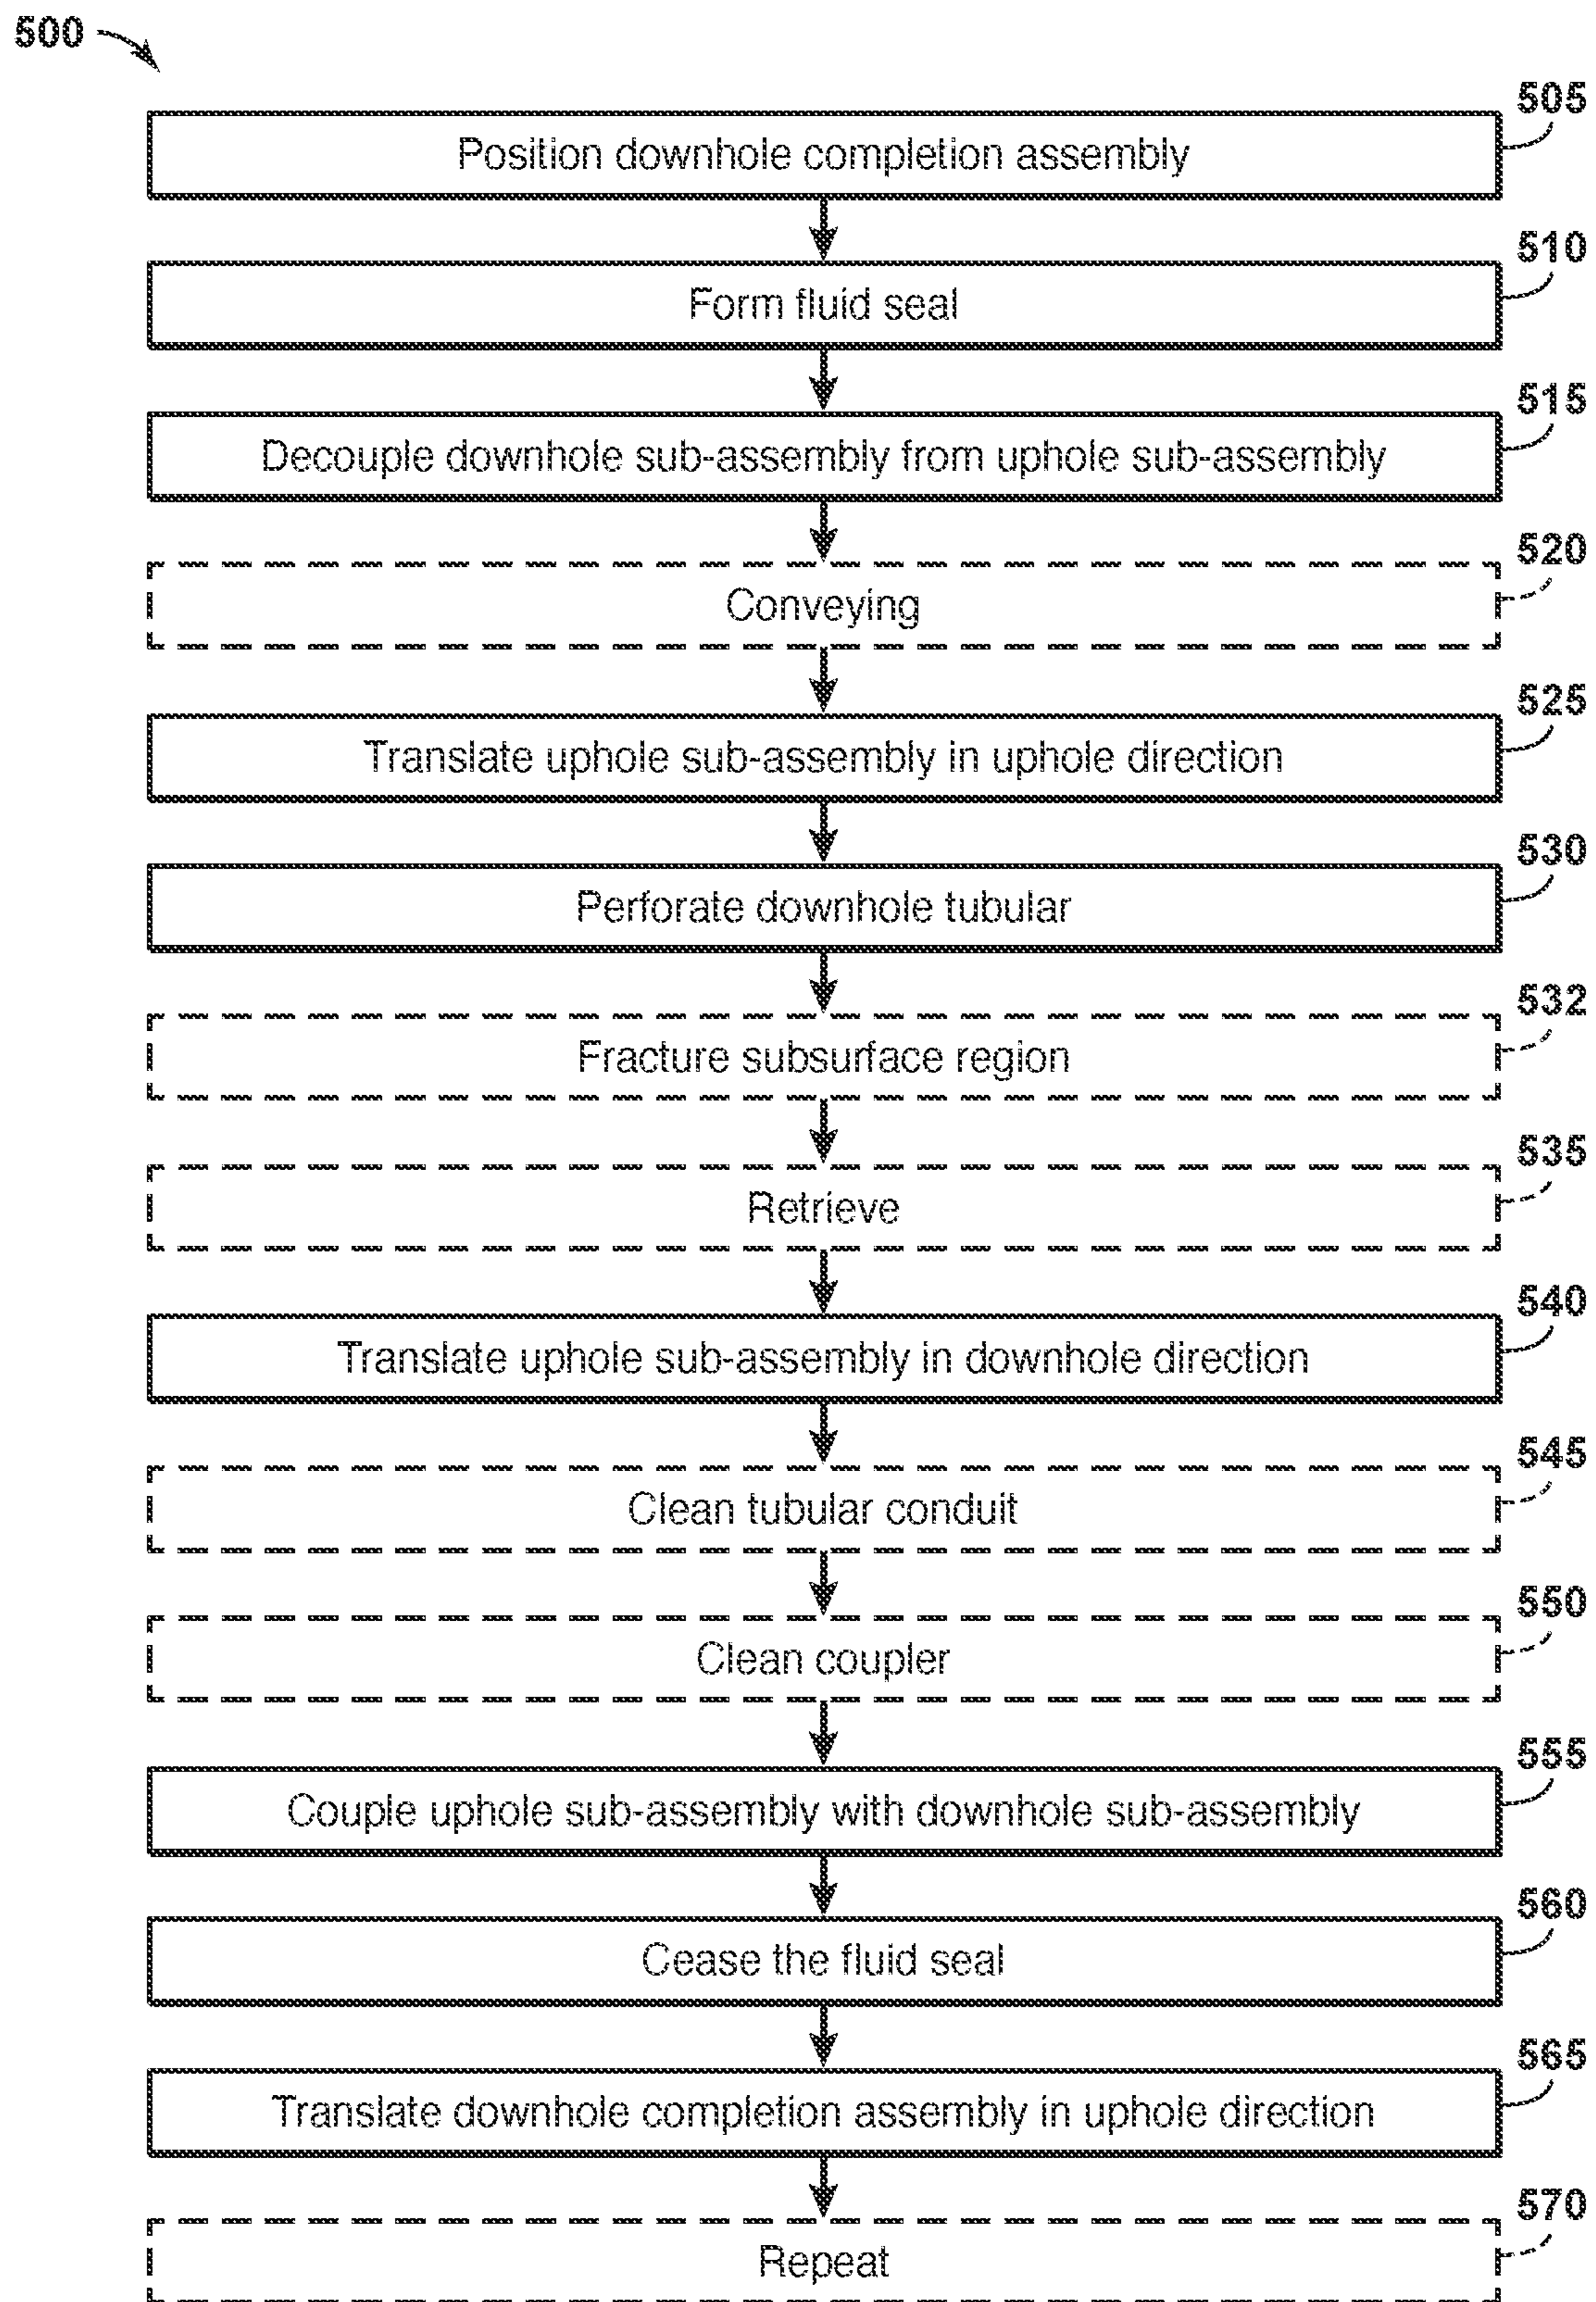 500
505
Position downhole completion assembly
510
Form fluid seal
515
Decouple downhole sub-assembly from uphole sub-assembly
520
Conveying
525
Translate uphole sub-assembly in uphole direction
530
Perforate downhole tubular
532
Fracture subsurface region
535
Retrieve
540
Translate uphole sub-assembly in downhole direction
545
Clean tubular conduit
550
Clean coupler
555
Couple uphole sub-assembly with downhole sub-assembly
560
Cease the fluid seal
565
Translate downhole completion assembly in uphole direction
570
Repeat